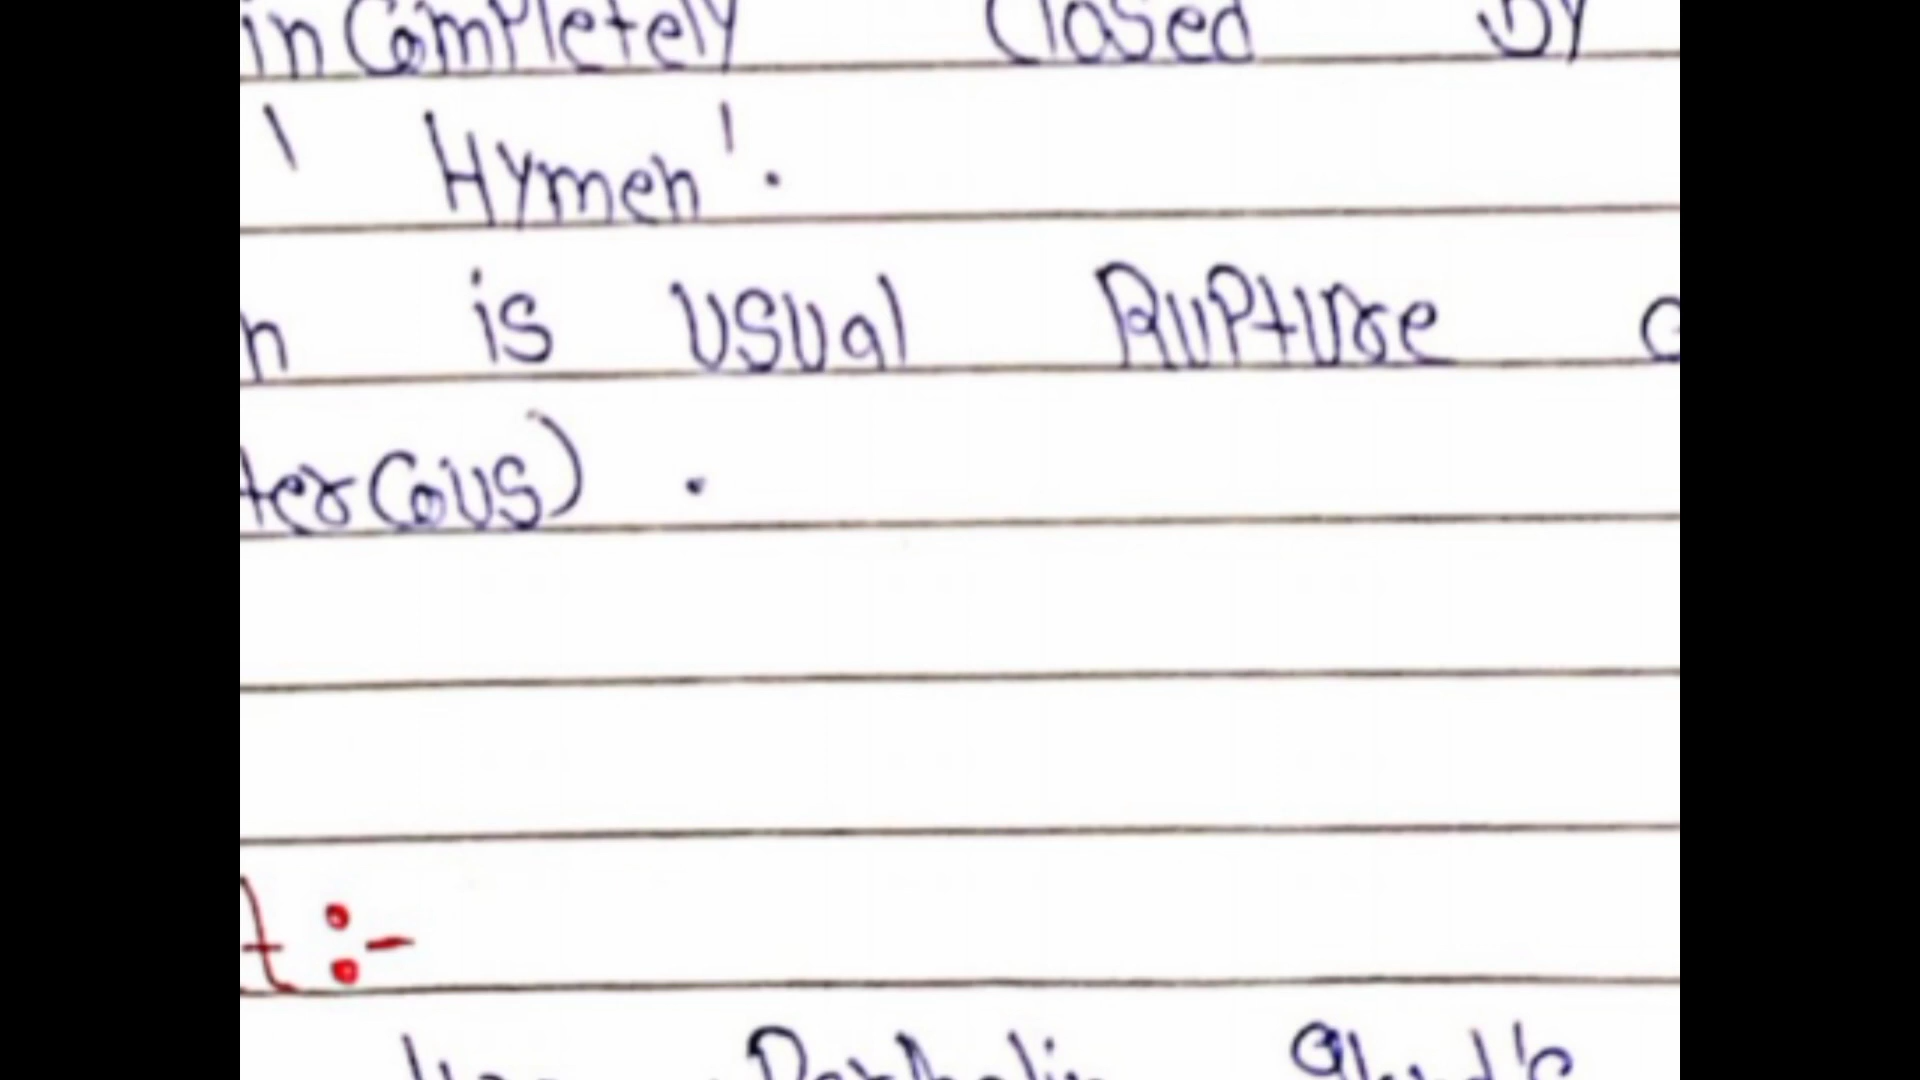 inCompletely Closed by
' Hymen'.
n is Usual Rupture
terCous) .
t :-